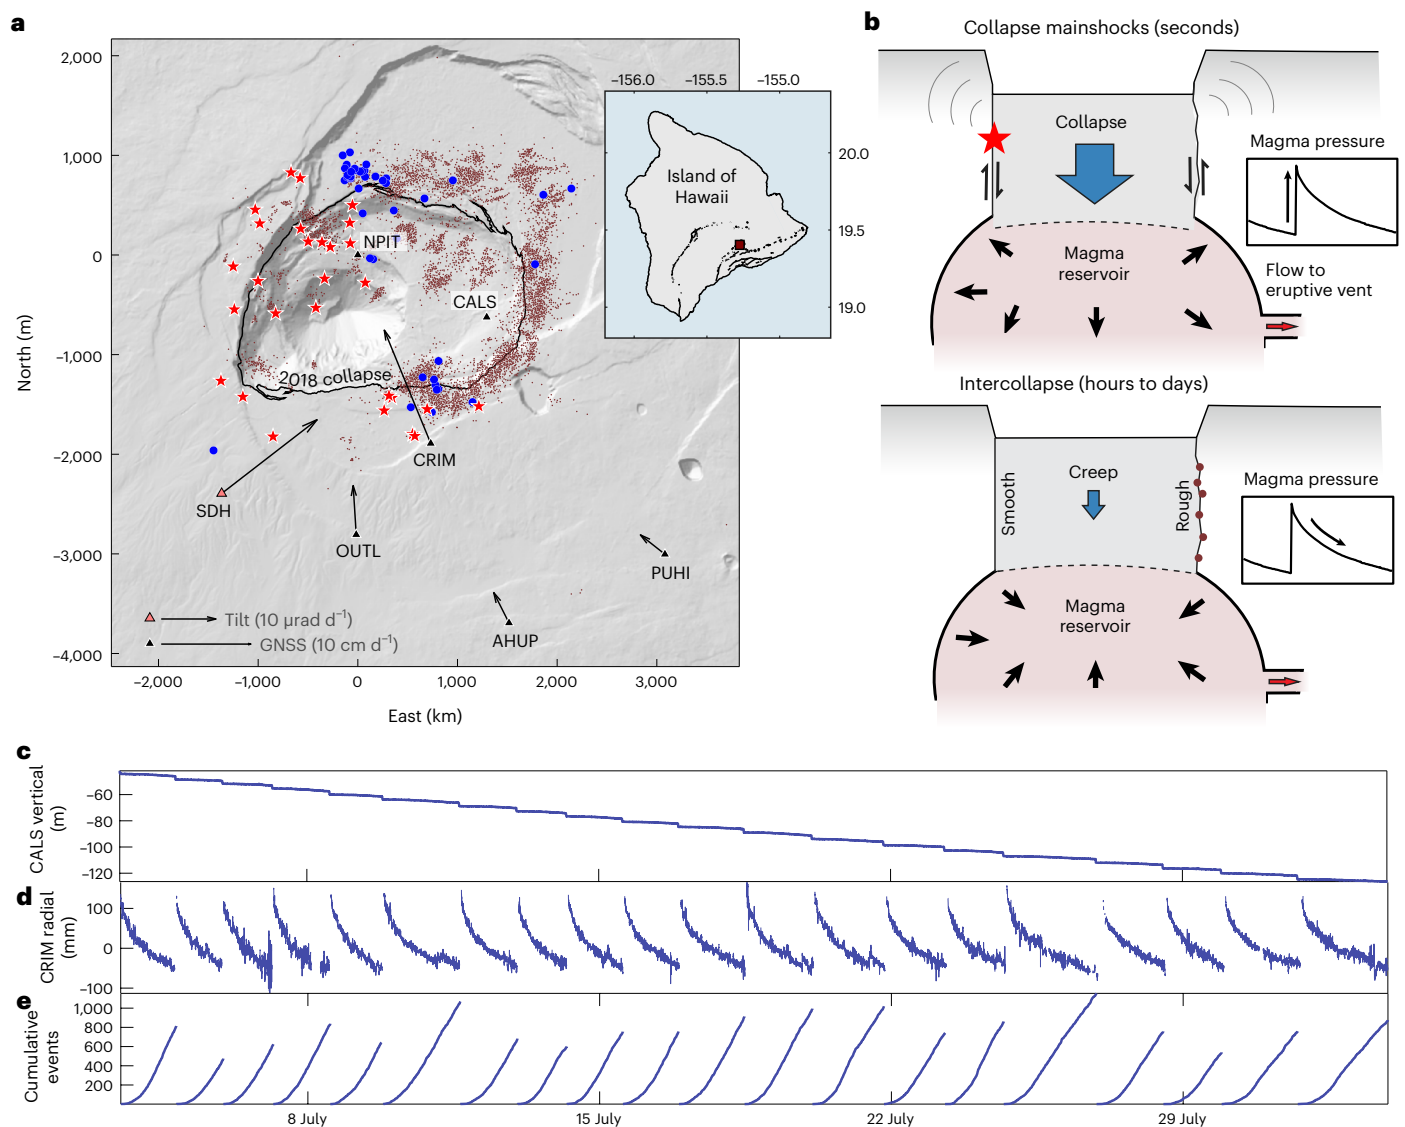 a
2,000
1,000
0
−1,000
−2,000
−3,000
−4,000
North (m)
−2,000
−1,000
0
1,000
2,000
3,000
East (km)
NPIT
CALS
2018 collapse
CRIM
SDH
OUTL
PUHI
AHUP
Tilt (10 µrad d−1)
GNSS (10 cm d−1)
−156.0
−155.5
−155.0
20.0
19.5
19.0
Island of
Hawaii
b
Collapse mainshocks (seconds)
Collapse
Magma pressure
Magma
reservoir
Flow to
eruptive vent
Intercollapse (hours to days)
Smooth
Creep
Rough
Magma pressure
Magma
reservoir
c
CALS vertical
(m)
−60
−80
−100
−120
d
CRIM radial
(mm)
100
0
−100
e
Cumulative
events
1,000
800
600
400
200
8 July
15 July
22 July
29 July